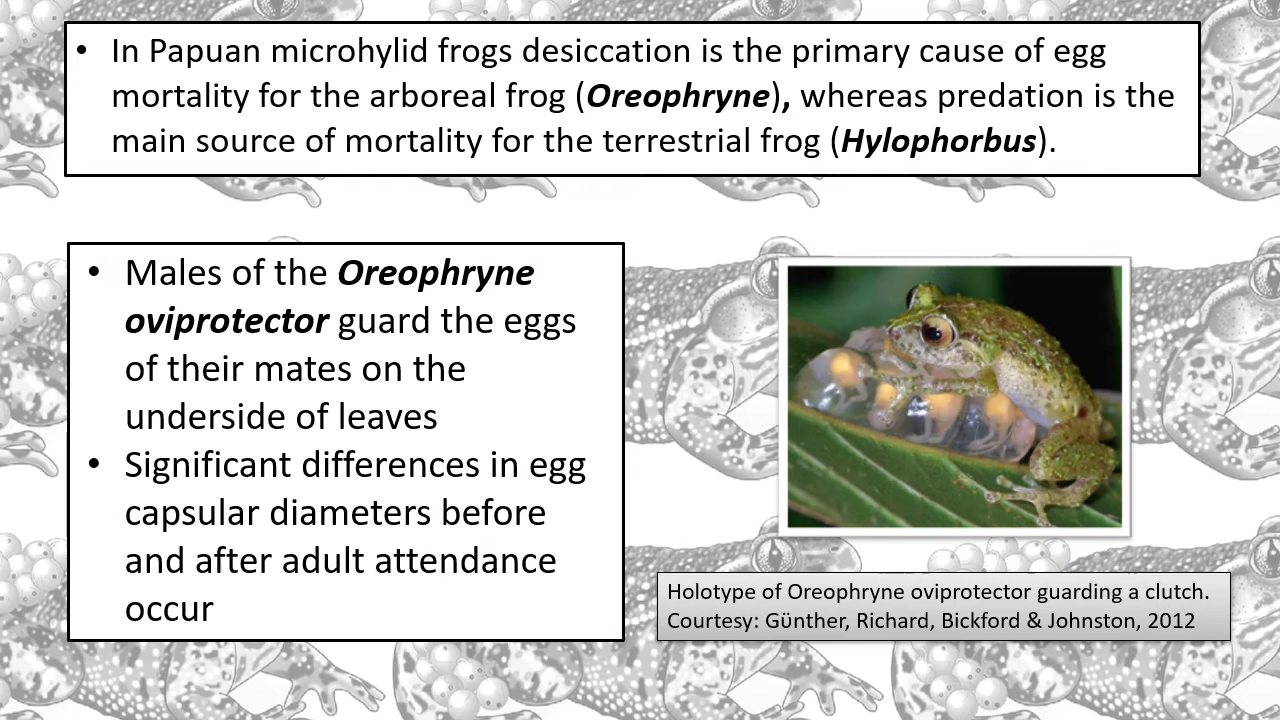 • In Papuan microhylid frogs desiccation is the primary cause of egg
mortality for the arboreal frog (Oreophryne), whereas predation is the
main source of mortality for the terrestrial frog (Hylophorbus).
• Males of the Oreophryne
oviprotector guard the eggs
of their mates on the
underside of leaves
• Significant differences in egg
capsular diameters before
and after adult attendance
occur
Holotype of Oreophryne oviprotector guarding a clutch.
Courtesy: Günther, Richard, Bickford & Johnston, 2012